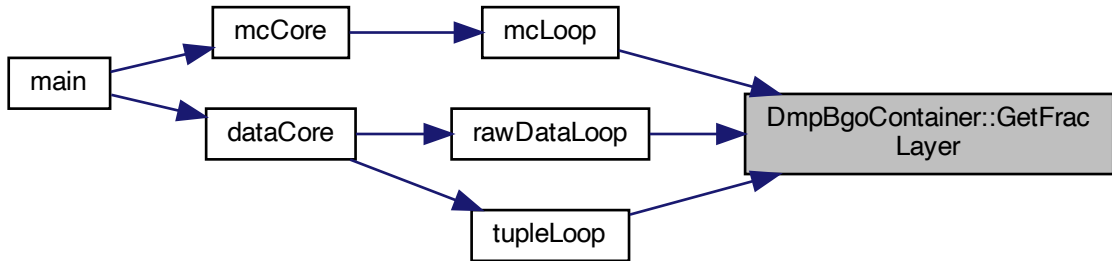 main
mcCore
dataCore
mcLoop
rawDataLoop
tupleLoop
DmpBgoContainer::GetFrac
Layer